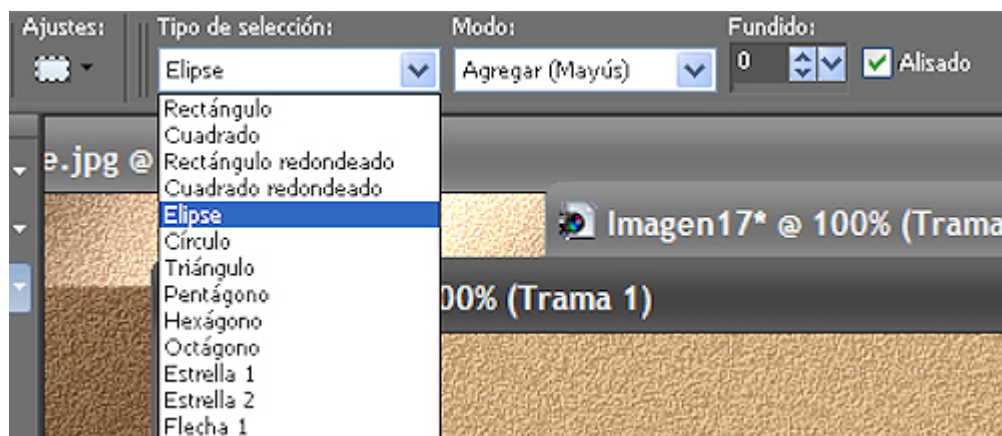 Ajustes: Tipo de selección: Modo: Fundido:
Elipse Agregar (Mayús) 0 Alisado
Rectángulo
Cuadrado
e.jpg @
Rectángulo redondeado
Cuadrado redondeado
Elipse
Imagen17* @ 100% (Trama
Círculo
Triángulo
Pentágono
00% (Trama 1)
Hexágono
Octágono
Estrella 1
Estrella 2
Flecha 1